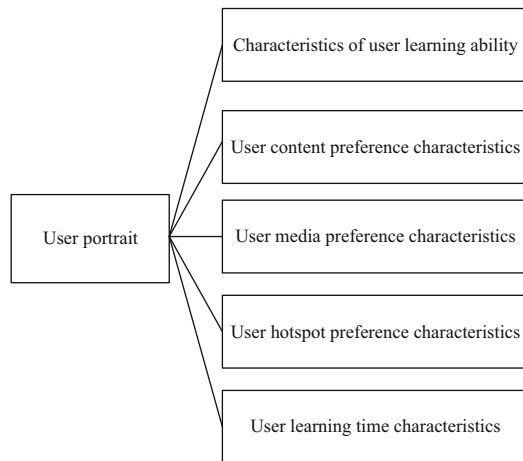 Characteristics of user learning ability
User content preference characteristics
User portrait
User media preference characteristics
User hotspot preference characteristics
User learning time characteristics